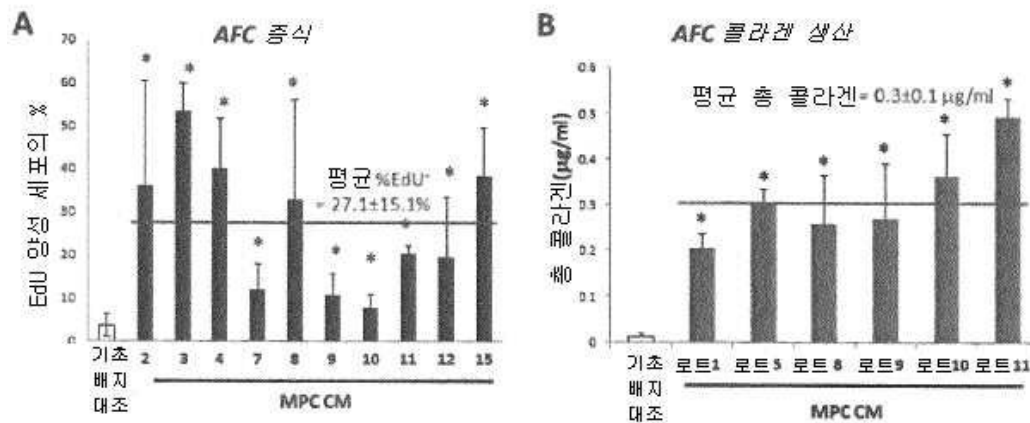 A
AFC 증식
EdU 양성 세포의 %
70
60
50
40
30
20
10
0
* * * * * * * * * *
평균 %EdU⁺
= 27.1±15.1%
기초 배지 대조
2 3 4 7 8 9 10 11 12 15
MPC CM
B
AFC 콜라겐 생산
총 콜라겐(µg/ml)
0.6
0.5
0.4
0.3
0.2
0.1
0
평균 총 콜라겐= 0.3±0.1 µg/ml
* * * * * *
기초 배지 대조
로트1 로트5 로트8 로트9 로트10 로트11
MPC CM